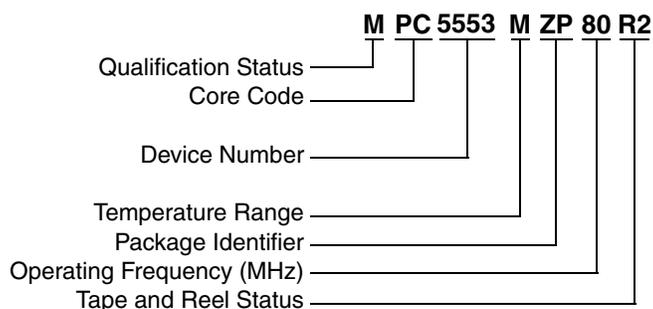 M PC 5553 M ZP 80 R2
Qualification Status
Core Code
Device Number
Temperature Range
Package Identifier
Operating Frequency (MHz)
Tape and Reel Status